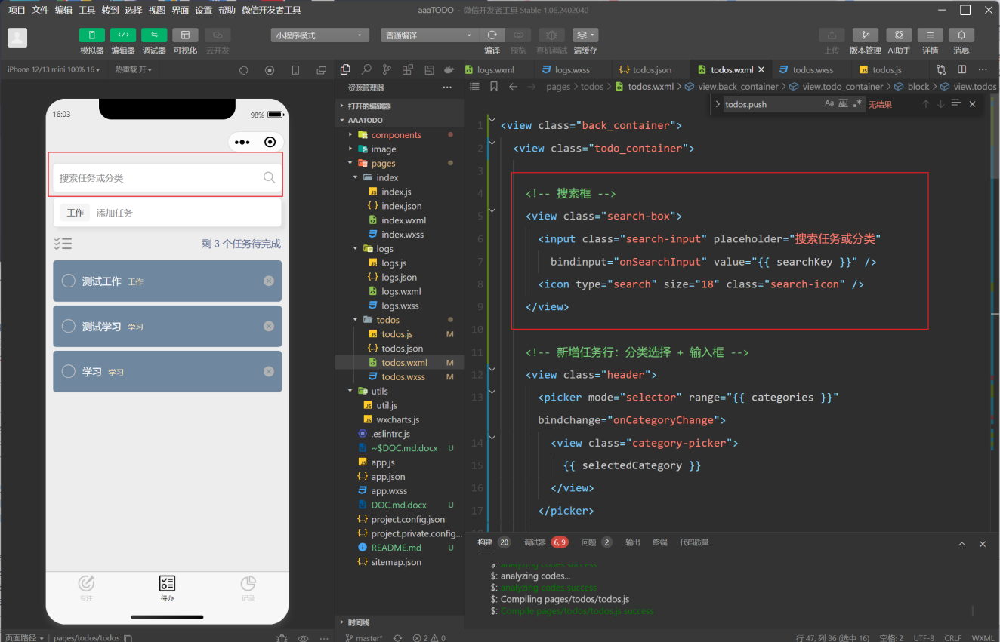 项目 文件 编辑 工具 转到 选择 视图 界面 设置 帮助 微信开发者工具
aaaTODO - 微信开发者工具 Stable 1.06.2402040
模拟器 编辑器 调试器 可视化 云开发
小程序模式
普通编译
编译 预览 真机调试 清缓存
上传 版本管理 AI助手 详情 消息
iPhone 12/13 mini 100% 16
热重载 开
16:03
98%
搜索任务或分类
工作 添加任务
剩 3 个任务待完成
测试工作 工作
测试学习 学习
学习 学习
专注 待办 记录
页面路径 pages/todos/todos
资源管理器
打开的编辑器
AAATODO
components
image
pages
index
index.js
index.json
index.wxml
index.wxss
logs
logs.js
logs.json
logs.wxml
logs.wxss
todos
todos.js M
todos.json
todos.wxml M
todos.wxss M
utils
util.js
wxcharts.js
.eslintrc.js
~$DOC.md.docx U
app.js
app.json
app.wxss
DOC.md.docx U
project.config.json
project.private.config...
README.md U
sitemap.json
时间线
master*
2 0
logs.wxml logs.wxss todos.json todos.wxml todos.wxss todos.js
pages > todos > todos.wxml > view.back_container > view.todo_container > block > view.todos
todos.push Aa Ab 无结果
1 <view class="back_container">
2 <view class="todo_container">
3
4 <!-- 搜索框 -->
5 <view class="search-box">
6 <input class="search-input" placeholder="搜索任务或分类"
7 bindinput="onSearchInput" value="{{ searchKey }}" />
8 <icon type="search" size="18" class="search-icon" />
9 </view>
10
11 <!-- 新增任务行：分类选择 + 输入框 -->
12 <view class="header">
13 <picker mode="selector" range="{{ categories }}"
bindchange="onCategoryChange">
14 <view class="category-picker">
15 {{ selectedCategory }}
16 </view>
17 </picker>
构建 20 调试器 6, 9 问题 2 输出 终端 代码质量
$: analyzing codes success
$: analyzing codes...
$: analyzing codes success
$: Compiling pages/todos/todos.js
$: Compile pages/todos/todos.js success
行 47, 列 36 (选中 16) 空格: 2 UTF-8 CRLF WXML